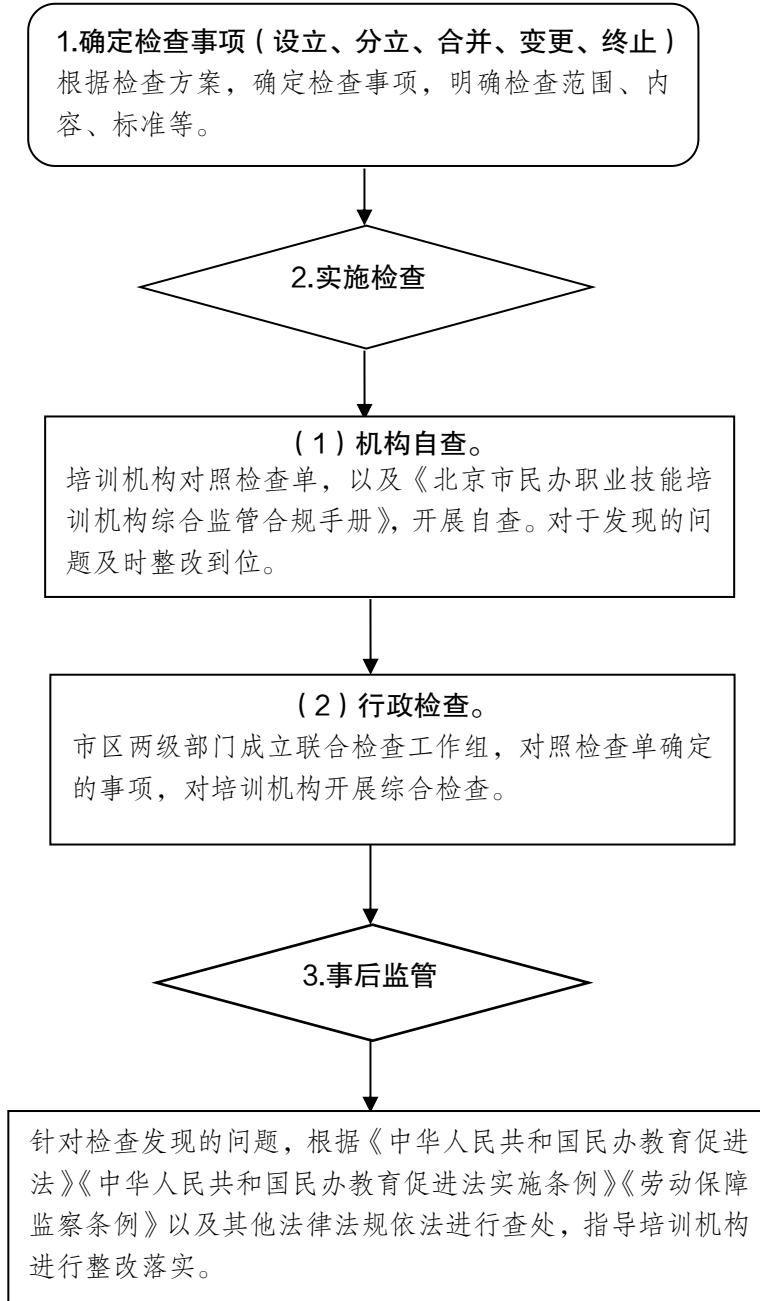 1.确定检查事项（设立、分立、合并、变更、终止）
根据检查方案，确定检查事项，明确检查范围、内
容、标准等。
2.实施检查
（1）机构自查。
培训机构对照检查单，以及《北京市民办职业技能培
训机构综合监管合规手册》，开展自查。对于发现的问
题及时整改到位。
（2）行政检查。
市区两级部门成立联合检查工作组，对照检查单确定
的事项，对培训机构开展综合检查。
3.事后监管
针对检查发现的问题，根据《中华人民共和国民办教育促进
法》《中华人民共和国民办教育促进法实施条例》《劳动保障
监察条例》以及其他法律法规依法进行查处，指导培训机构
进行整改落实。